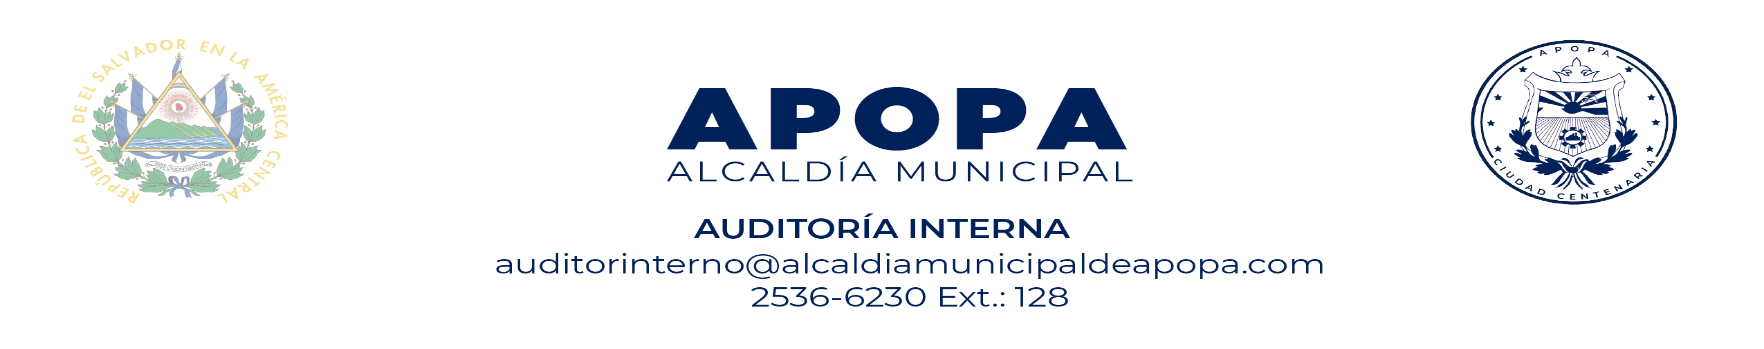 REPÚBLICA DE EL SALVADOR EN LA AMÉRICA CENTRAL
APOPA
ALCALDÍA MUNICIPAL
AUDITORÍA INTERNA
auditorinterno@alcaldiamunicipaldeapopa.com
2536-6230 Ext.: 128
APOPA
CIUDAD CENTENARIA